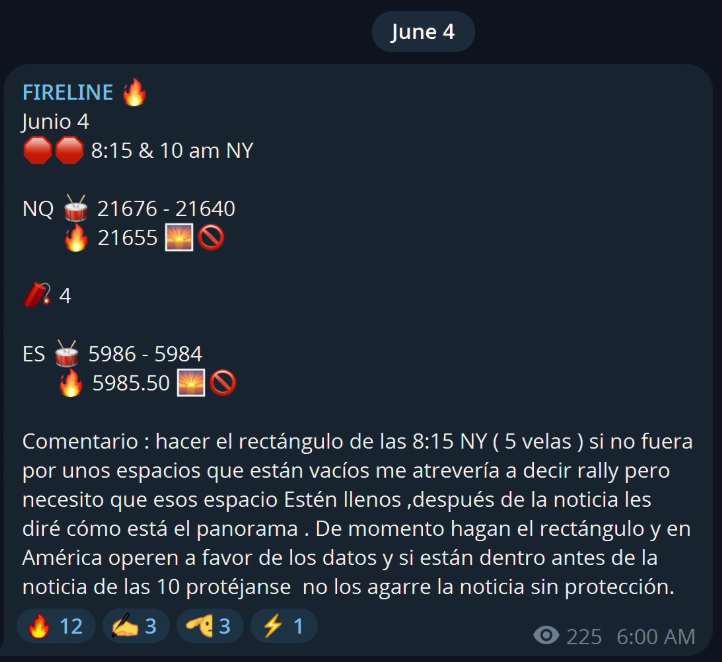 June 4
FIRELINE 🔥
Junio 4
🛑🛑 8:15 & 10 am NY
NQ 🥁 21676 - 21640
🔥 21655 🌅🚫
🧨 4
ES 🥁 5986 - 5984
🔥 5985.50 🌅🚫
Comentario : hacer el rectángulo de las 8:15 NY ( 5 velas ) si no fuera
por unos espacios que están vacíos me atrevería a decir rally pero
necesito que esos espacio Estén llenos ,después de la noticia les
diré cómo está el panorama . De momento hagan el rectángulo y en
América operen a favor de los datos y si están dentro antes de la
noticia de las 10 protéjanse  no los agarre la noticia sin protección.
🔥 12 ✍️ 3 🫡 3 ⚡ 1 225 6:00 AM